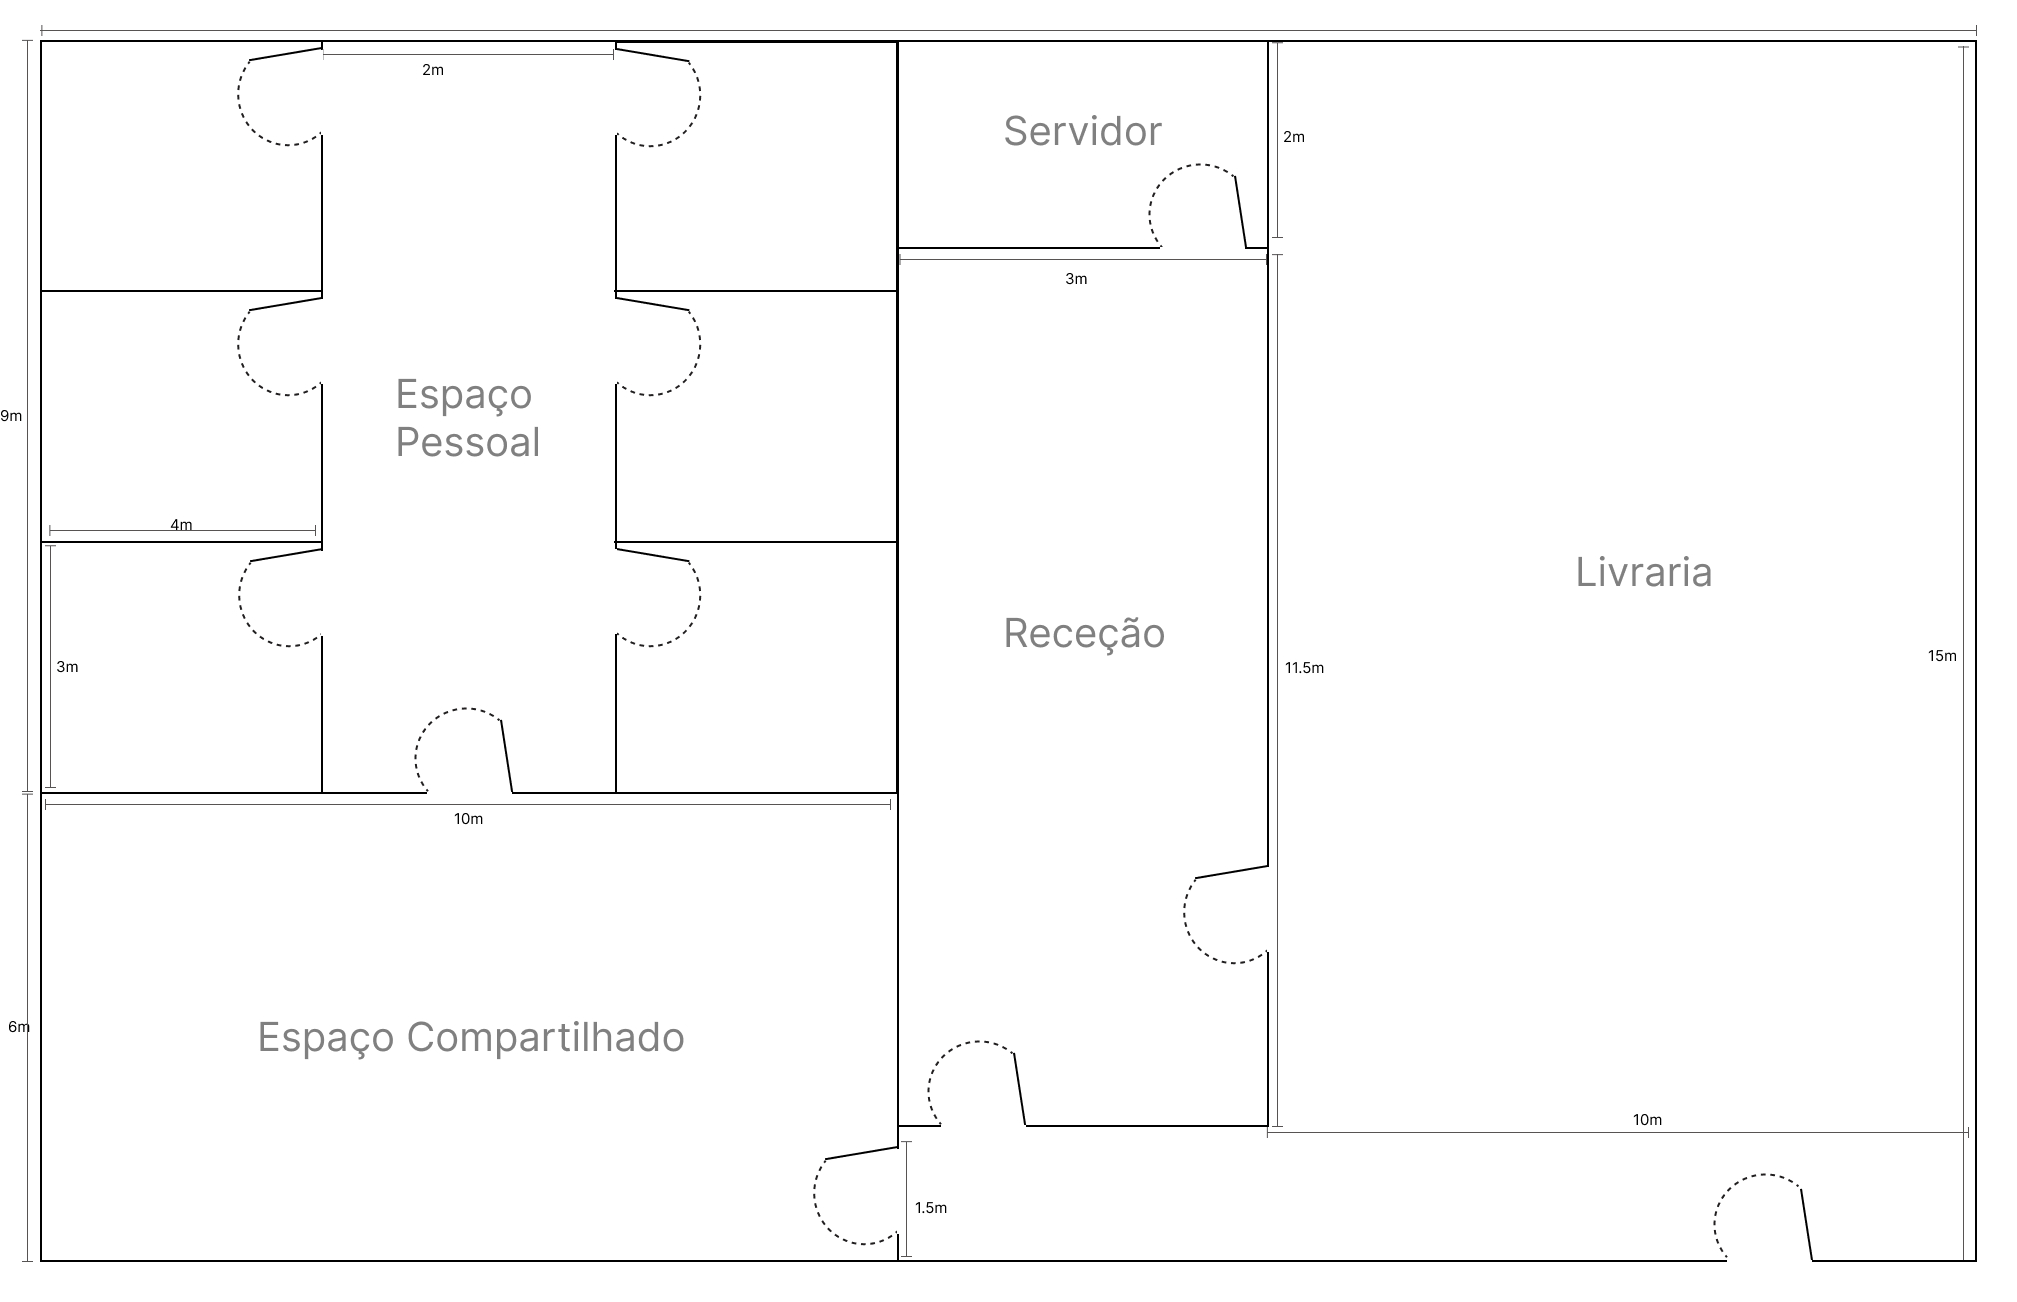 2m
Servidor
2m
3m
Espaço
Pessoal
9m
4m
Livraria
Receção
15m
3m
11.5m
10m
Espaço Compartilhado
6m
10m
1.5m